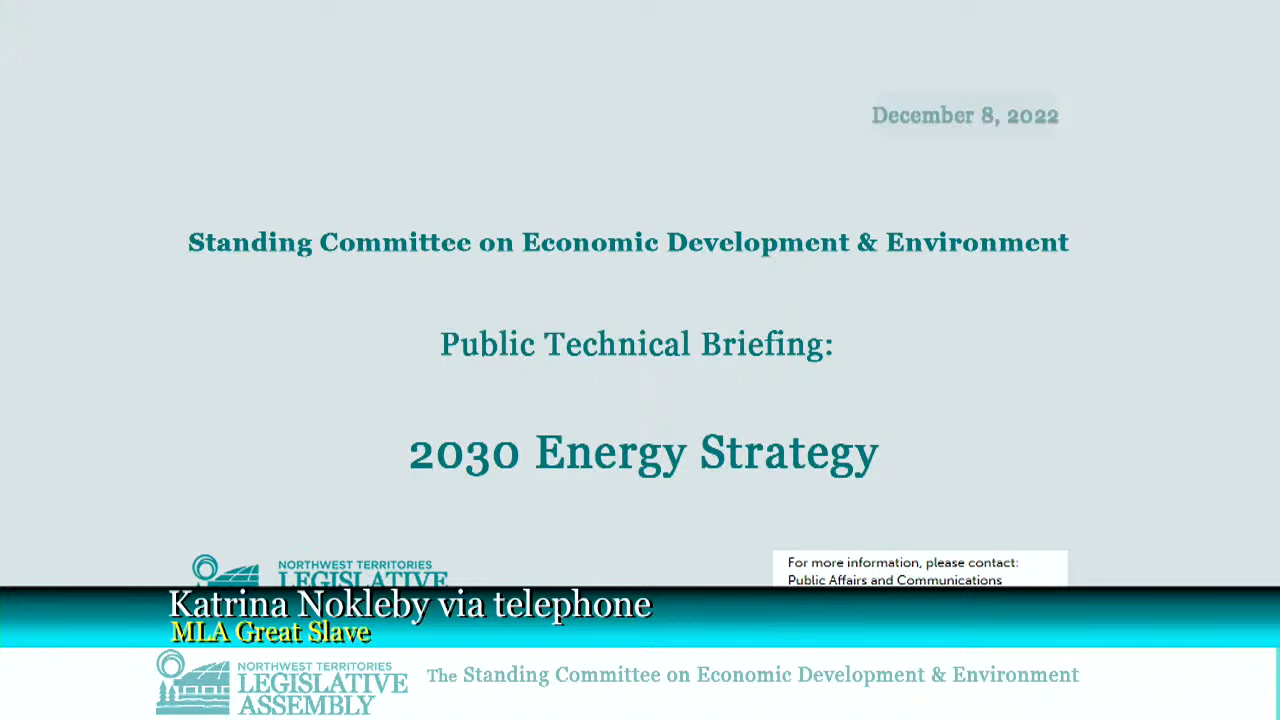 December 8, 2022
Standing Committee on Economic Development & Environment
Public Technical Briefing:
2030 Energy Strategy
NORTHWEST TERRITORIES
LEGISLATIVE
For more information, please contact:
Public Affairs and Communications
Katrina Nokleby via telephone
MLA Great Slave
NORTHWEST TERRITORIES
LEGISLATIVE
ASSEMBLY
The Standing Committee on Economic Development & Environment